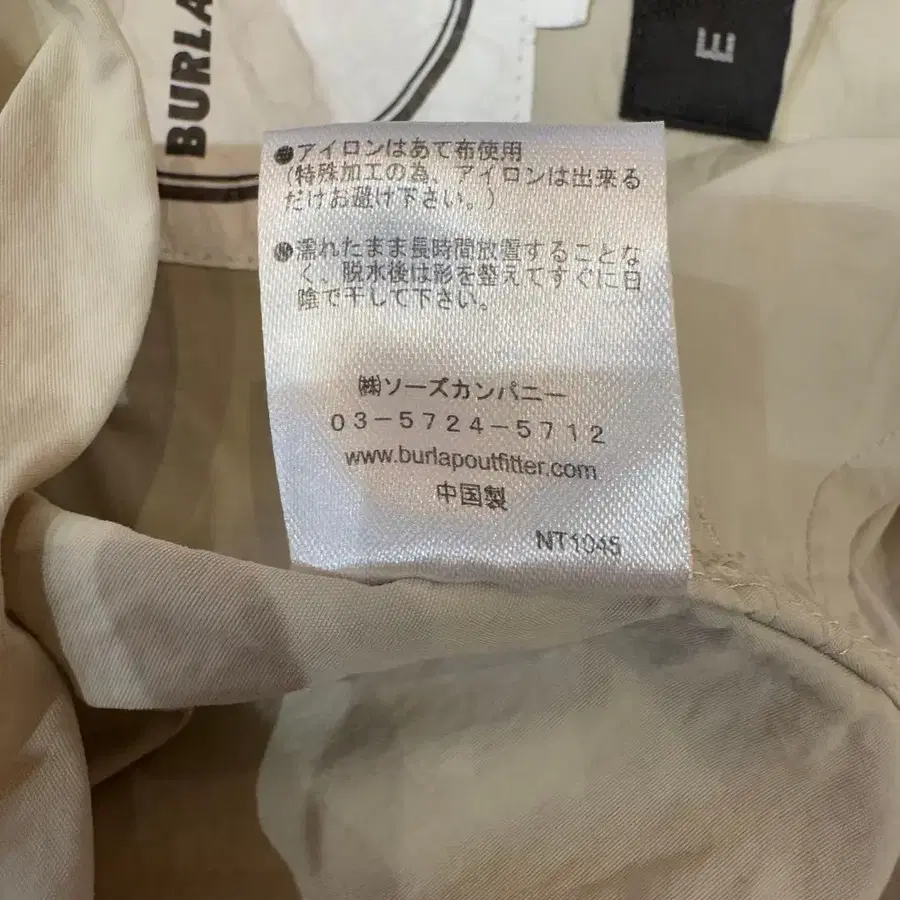 BURLA
●アイロンはあて布使用
(特殊加工の為、アイロンは出来る
だけお避け下さい。)
●濡れたまま長時間放置することな
く、脱水後は形を整えてすぐに日
陰で干して下さい。
㈱ソーズカンパニー
03-5724-5712
www.burlapoutfitter.com
中国製
NT1045